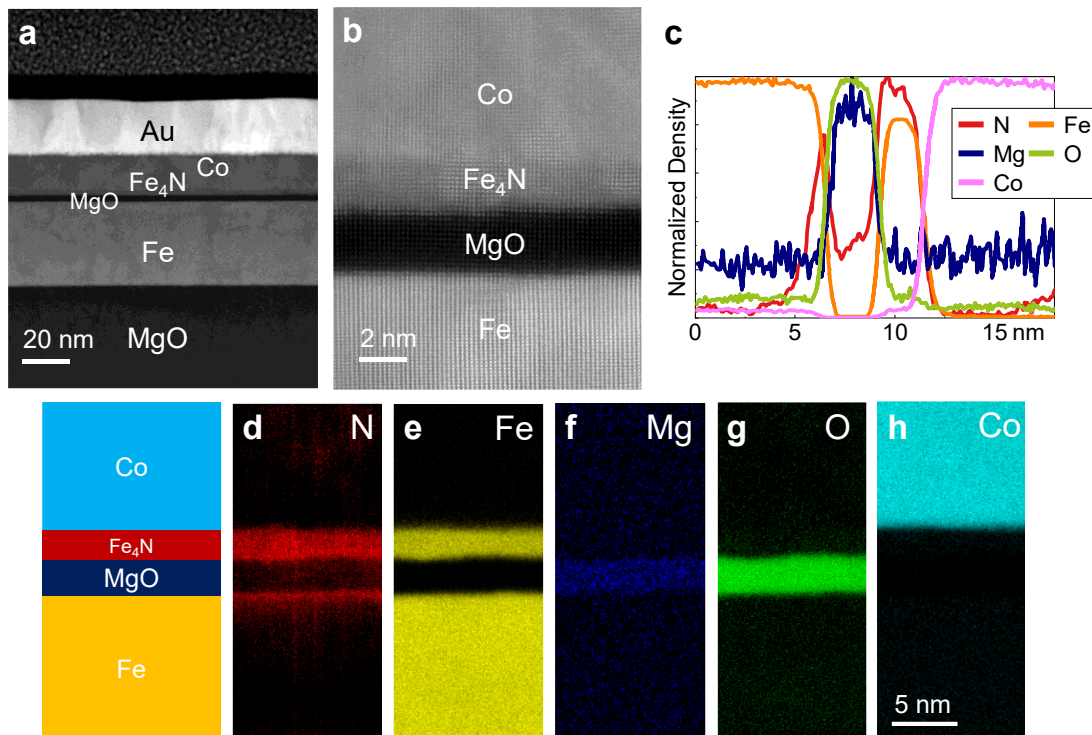 a
Au
Co
Fe₄N
MgO
Fe
MgO
20 nm
b
Co
Fe₄N
MgO
Fe
2 nm
c
Normalized Density
N Fe
Mg O
Co
0 5 10 15 nm
Co
Fe₄N
MgO
Fe
d N
e Fe
f Mg
g O
h Co
5 nm